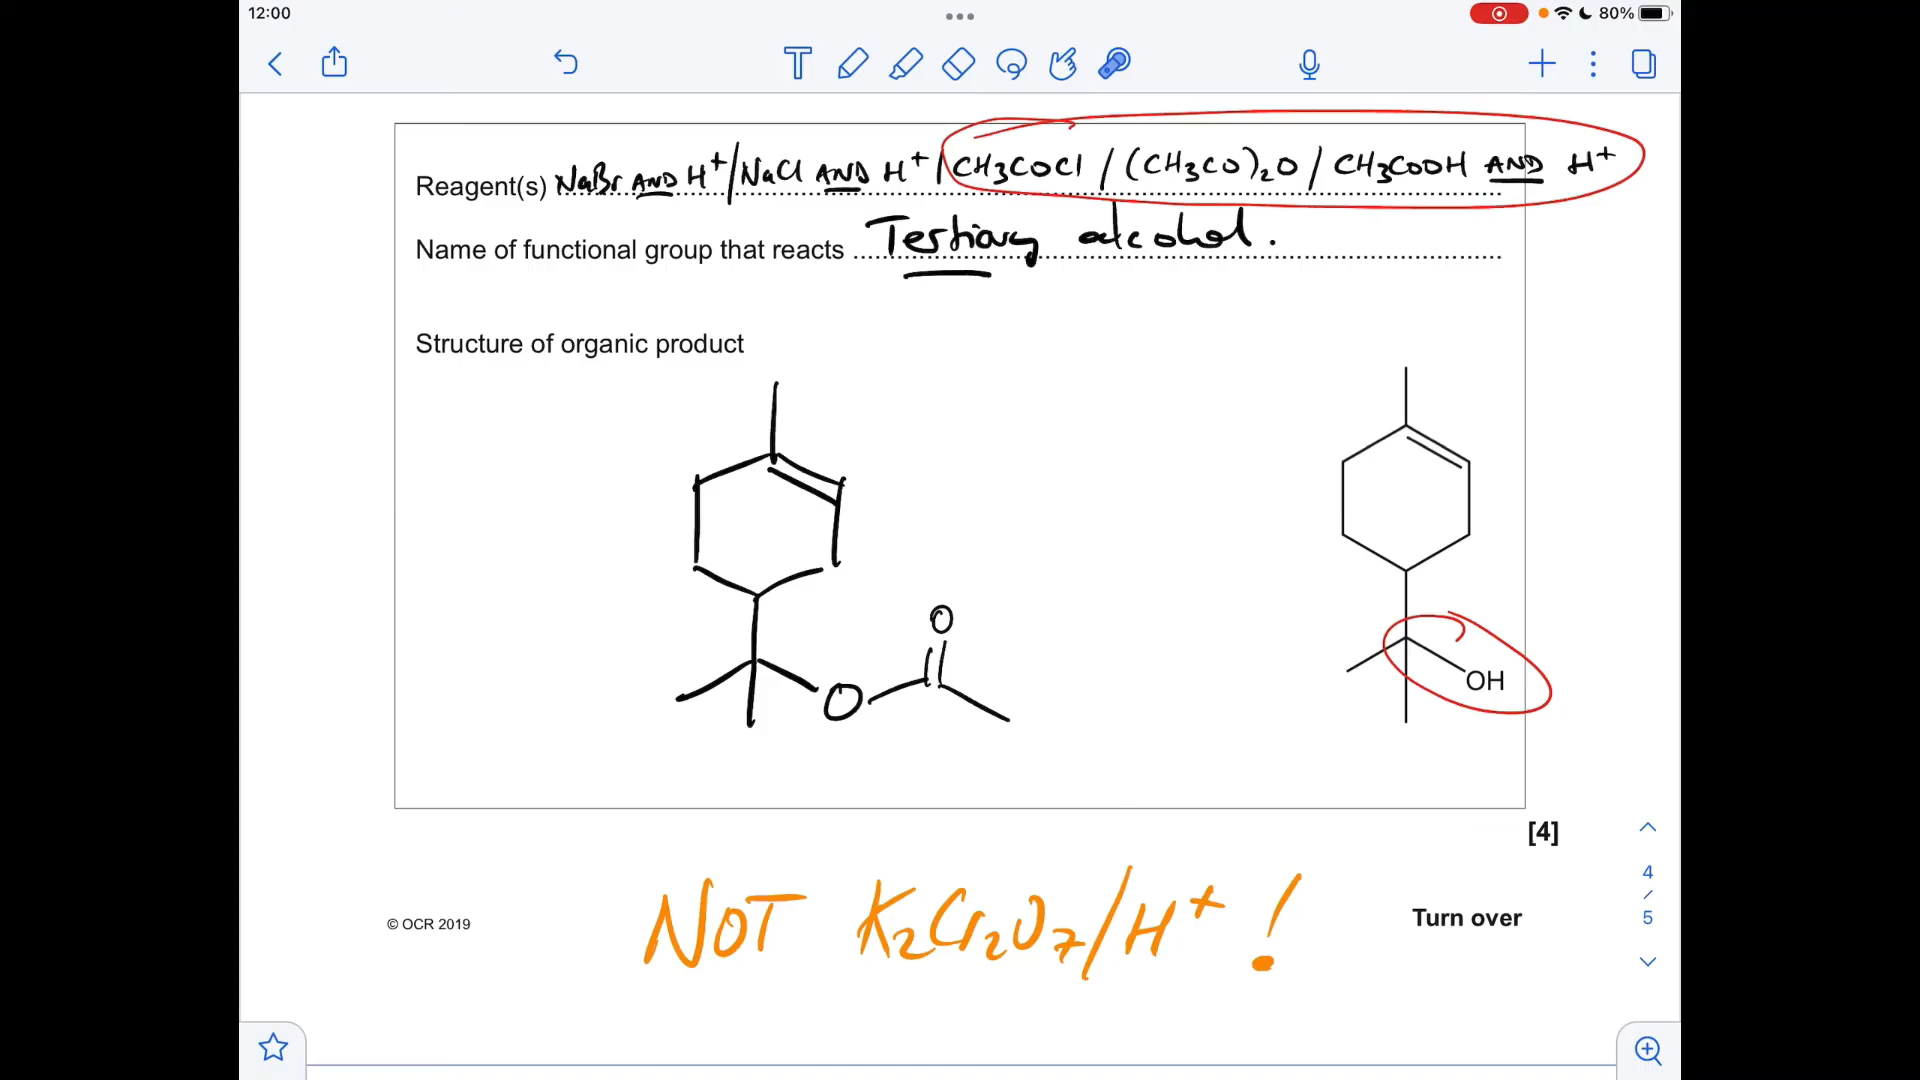 12:00
80%
Reagent(s) NaBr AND H+/NaCl AND H+/CH3COCl / (CH3CO)2O / CH3COOH AND H+
Name of functional group that reacts Tertiary alcohol.
Structure of organic product
O
O
OH
[4]
4
/
5
NOT K2Cr2O7/H+ !
© OCR 2019
Turn over